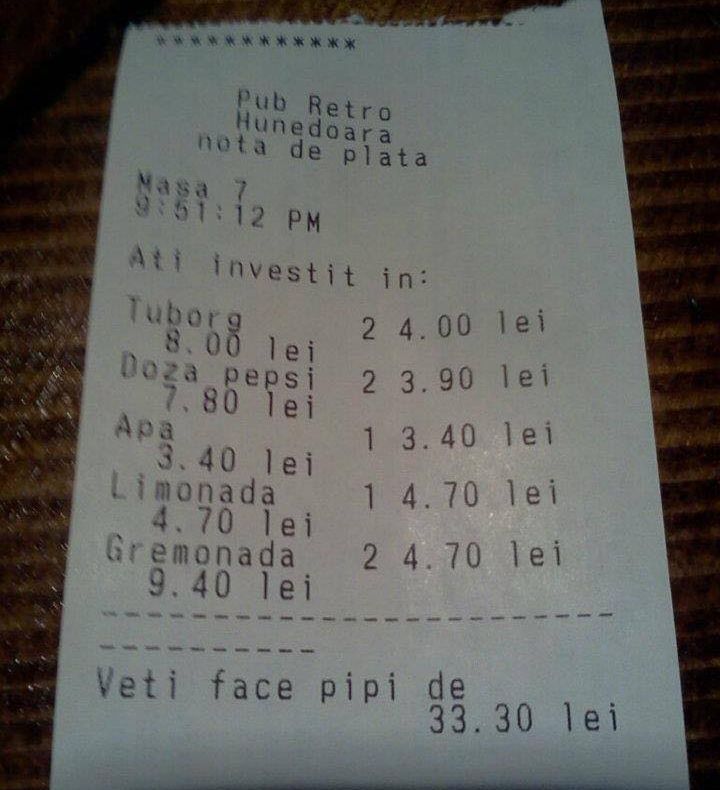 ************
Pub Retro
Hunedoara
nota de plata
Masa 7
9:51:12 PM
Ati investit in:
Tuborg 2 4.00 lei
8.00 lei
Doza pepsi 2 3.90 lei
7.80 lei
Apa 1 3.40 lei
3.40 lei
Limonada 1 4.70 lei
4.70 lei
Gremonada 2 4.70 lei
9.40 lei
------------------------
----------
Veti face pipi de
33.30 lei